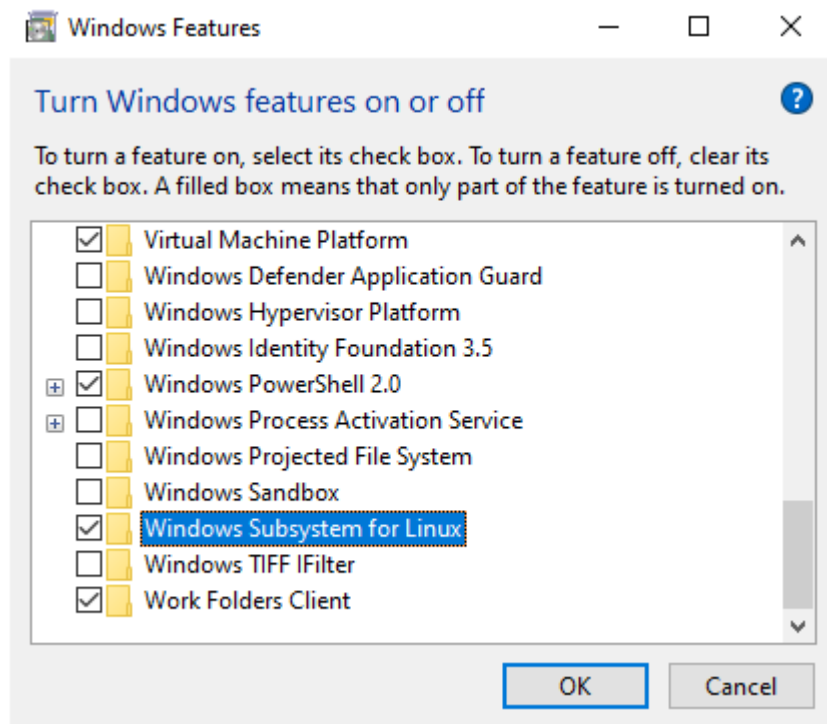 Windows Features
Turn Windows features on or off
?
To turn a feature on, select its check box. To turn a feature off, clear its
check box. A filled box means that only part of the feature is turned on.
Virtual Machine Platform
Windows Defender Application Guard
Windows Hypervisor Platform
Windows Identity Foundation 3.5
Windows PowerShell 2.0
Windows Process Activation Service
Windows Projected File System
Windows Sandbox
Windows Subsystem for Linux
Windows TIFF IFilter
Work Folders Client
OK Cancel